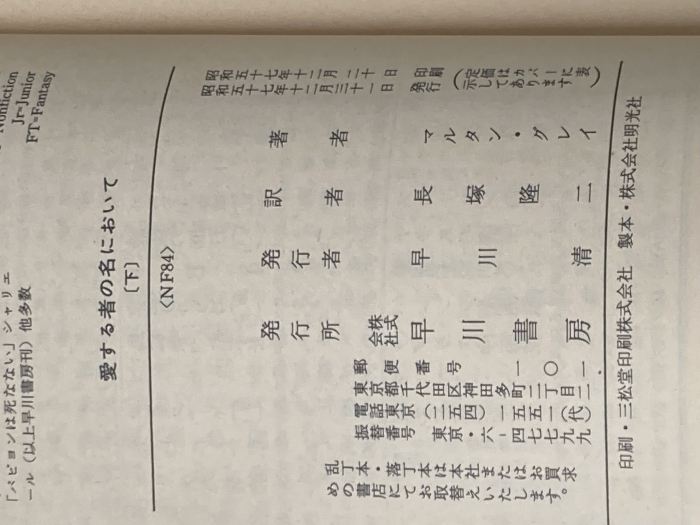 Nonfiction
Jr=Junior
FT=Fantasy
「パピヨンは死なない」シャリエ
ール(以上早川書房刊)他多数
愛する者の名において
〔下〕
〈NF84〉
昭和五十七年十二月二十日 印刷
昭和五十七年十二月三十一日 発行
(定価はカバーに表
示してあります)
著者 マルタン・グレイ
訳者 長塚隆二
発行者 早川清
発行所 株式会社 早川書房
郵便番号 一〇一
東京都千代田区神田多町二丁目二
電話 東京(二五四)一五五一(代)
振替番号 東京・六-四七七九九
乱丁本・落丁本は本社またはお買求
めの書店にてお取替えいたします。
印刷・三松堂印刷株式会社 製本・株式会社明光社